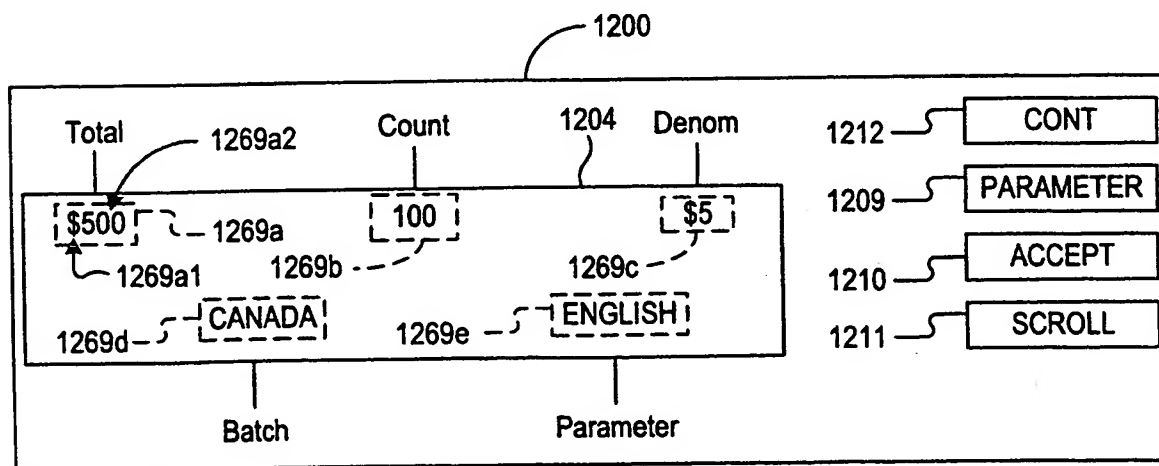 1200
Total
1269a2
Count
1204
Denom
1212
CONT
$500
1269a
100
$5
1209
PARAMETER
1269a1
1269b
1269c
1210
ACCEPT
1269d
CANADA
1269e
ENGLISH
1211
SCROLL
Batch
Parameter